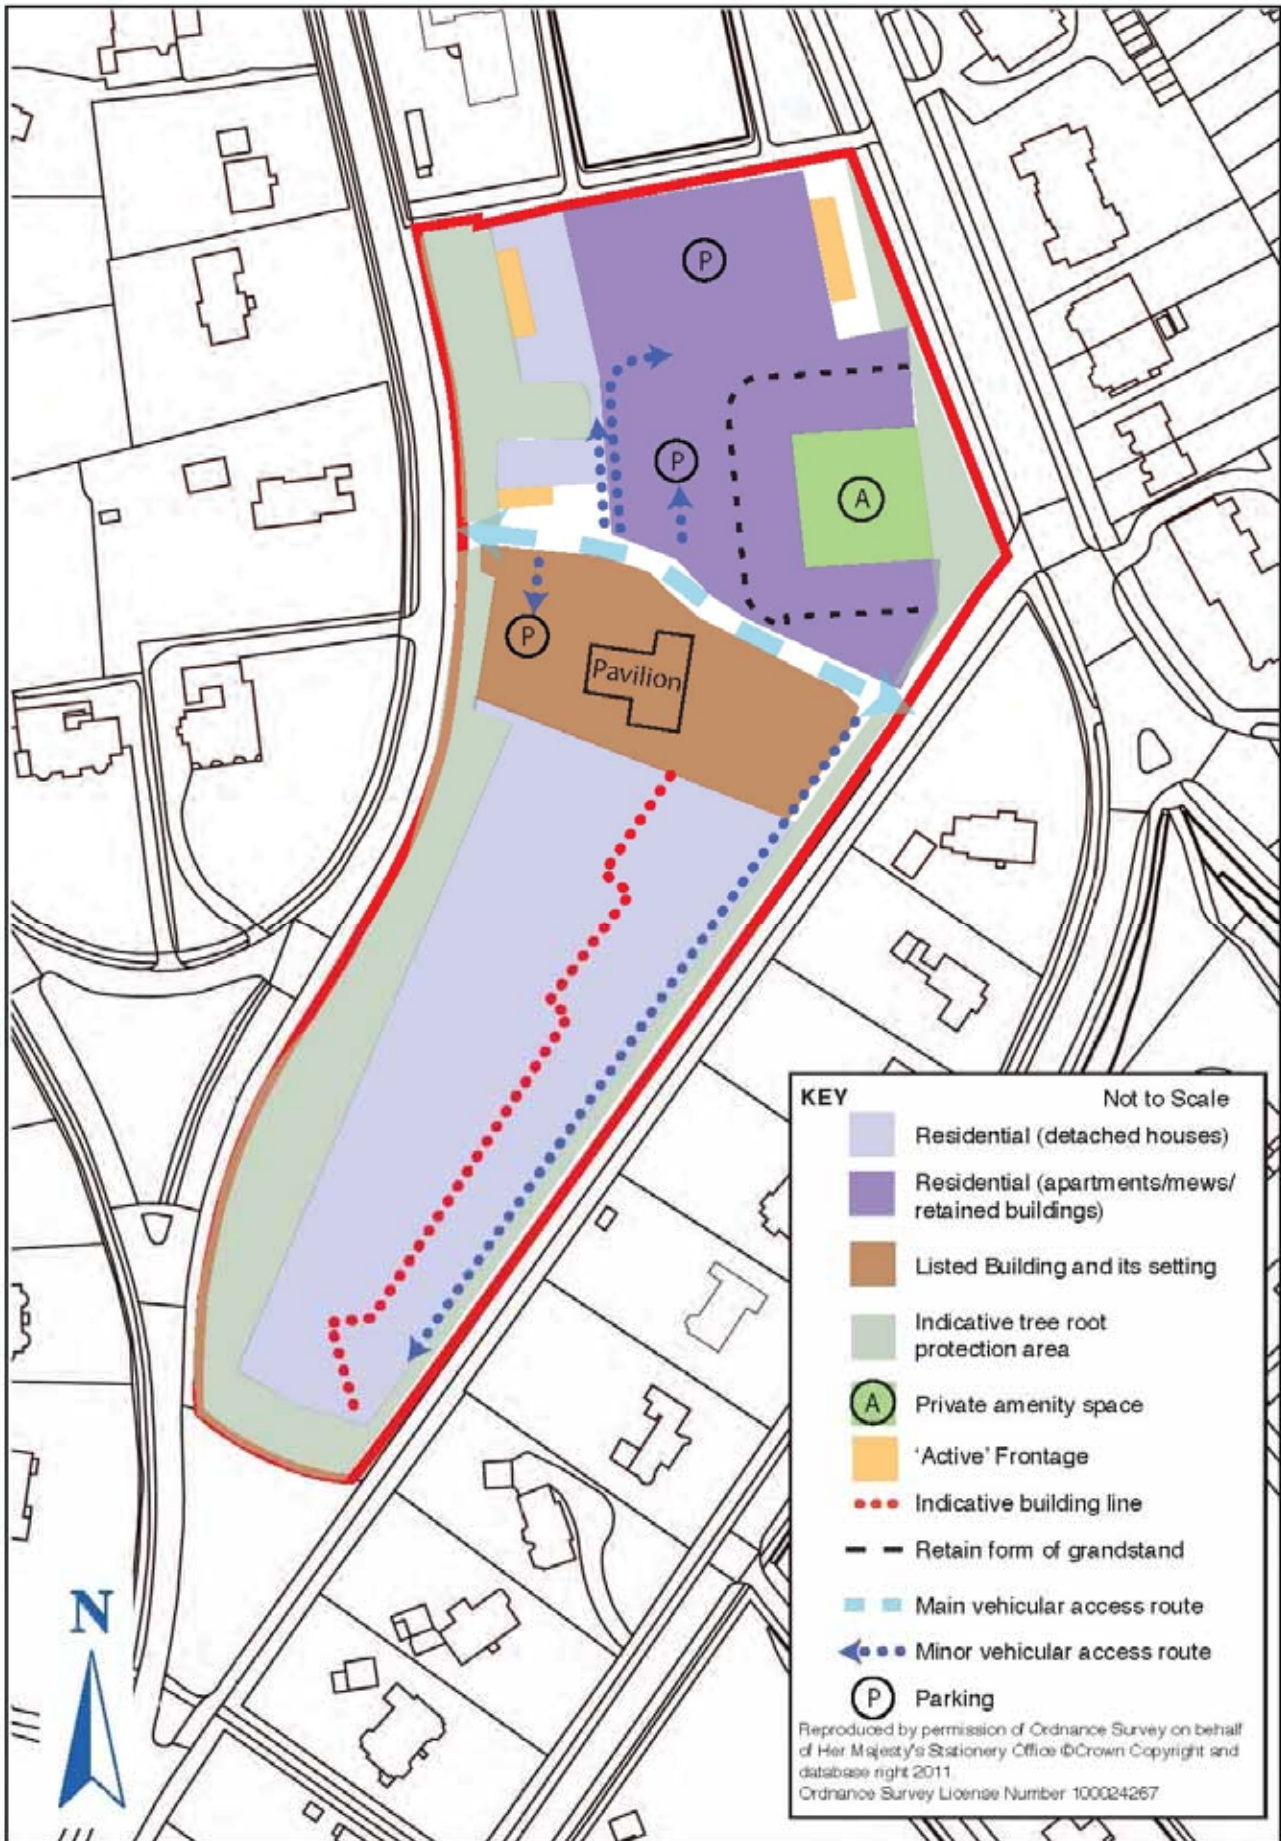 P
P
A
P
Pavilion
KEY
Not to Scale
Residential (detached houses)
Residential (apartments/mews/
retained buildings)
Listed Building and its setting
Indicative tree root
protection area
A Private amenity space
'Active' Frontage
Indicative building line
Retain form of grandstand
Main vehicular access route
Minor vehicular access route
P Parking
Reproduced by permission of Ordnance Survey on behalf
of Her Majesty's Stationery Office ©Crown Copyright and
database right 2011.
Ordnance Survey License Number 100024267
N